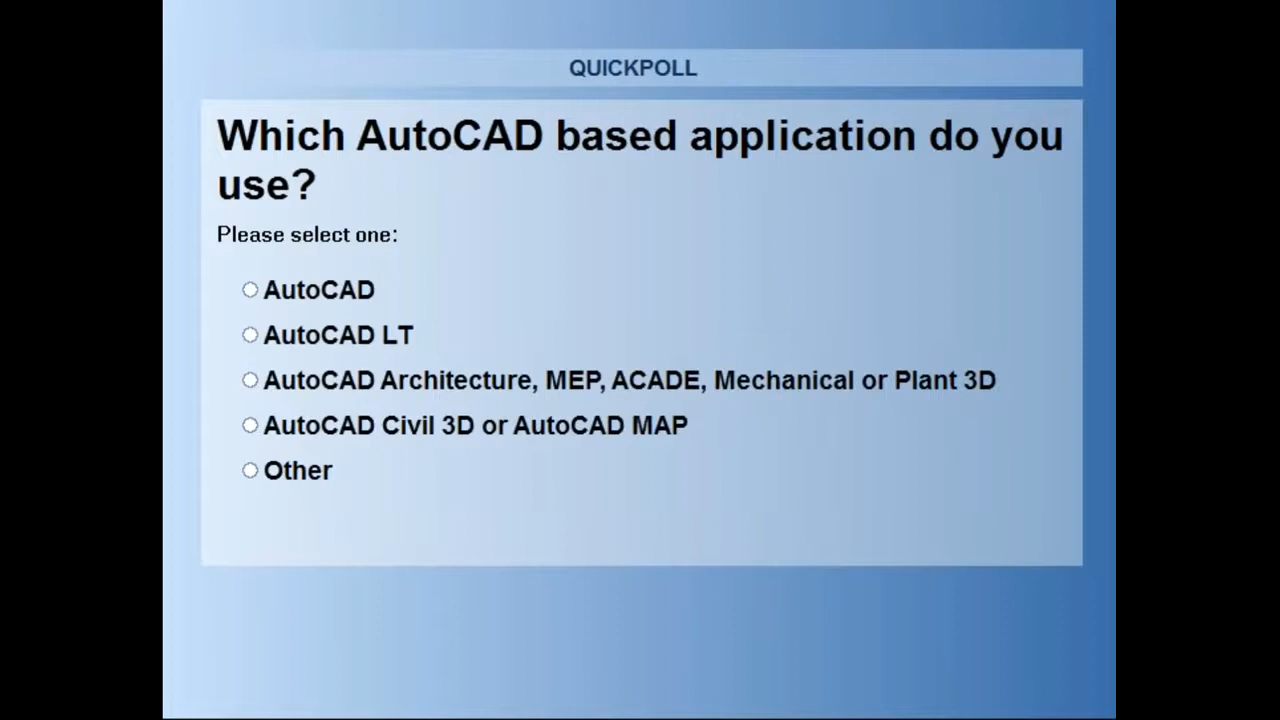 QUICKPOLL
Which AutoCAD based application do you
use?
Please select one:
AutoCAD
AutoCAD LT
AutoCAD Architecture, MEP, ACADE, Mechanical or Plant 3D
AutoCAD Civil 3D or AutoCAD MAP
Other